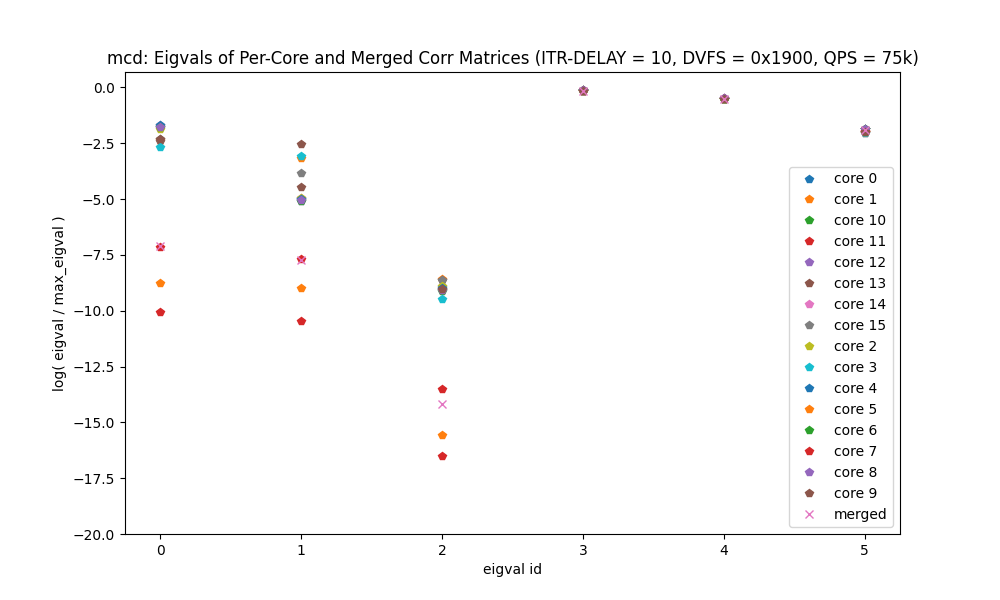 mcd: Eigvals of Per-Core and Merged Corr Matrices (ITR-DELAY = 10, DVFS = 0x1900, QPS = 75k)
log( eigval / max_eigval )
0.0
−2.5
−5.0
−7.5
−10.0
−12.5
−15.0
−17.5
−20.0
0 1 2 3 4 5
eigval id
core 0
core 1
core 10
core 11
core 12
core 13
core 14
core 15
core 2
core 3
core 4
core 5
core 6
core 7
core 8
core 9
merged